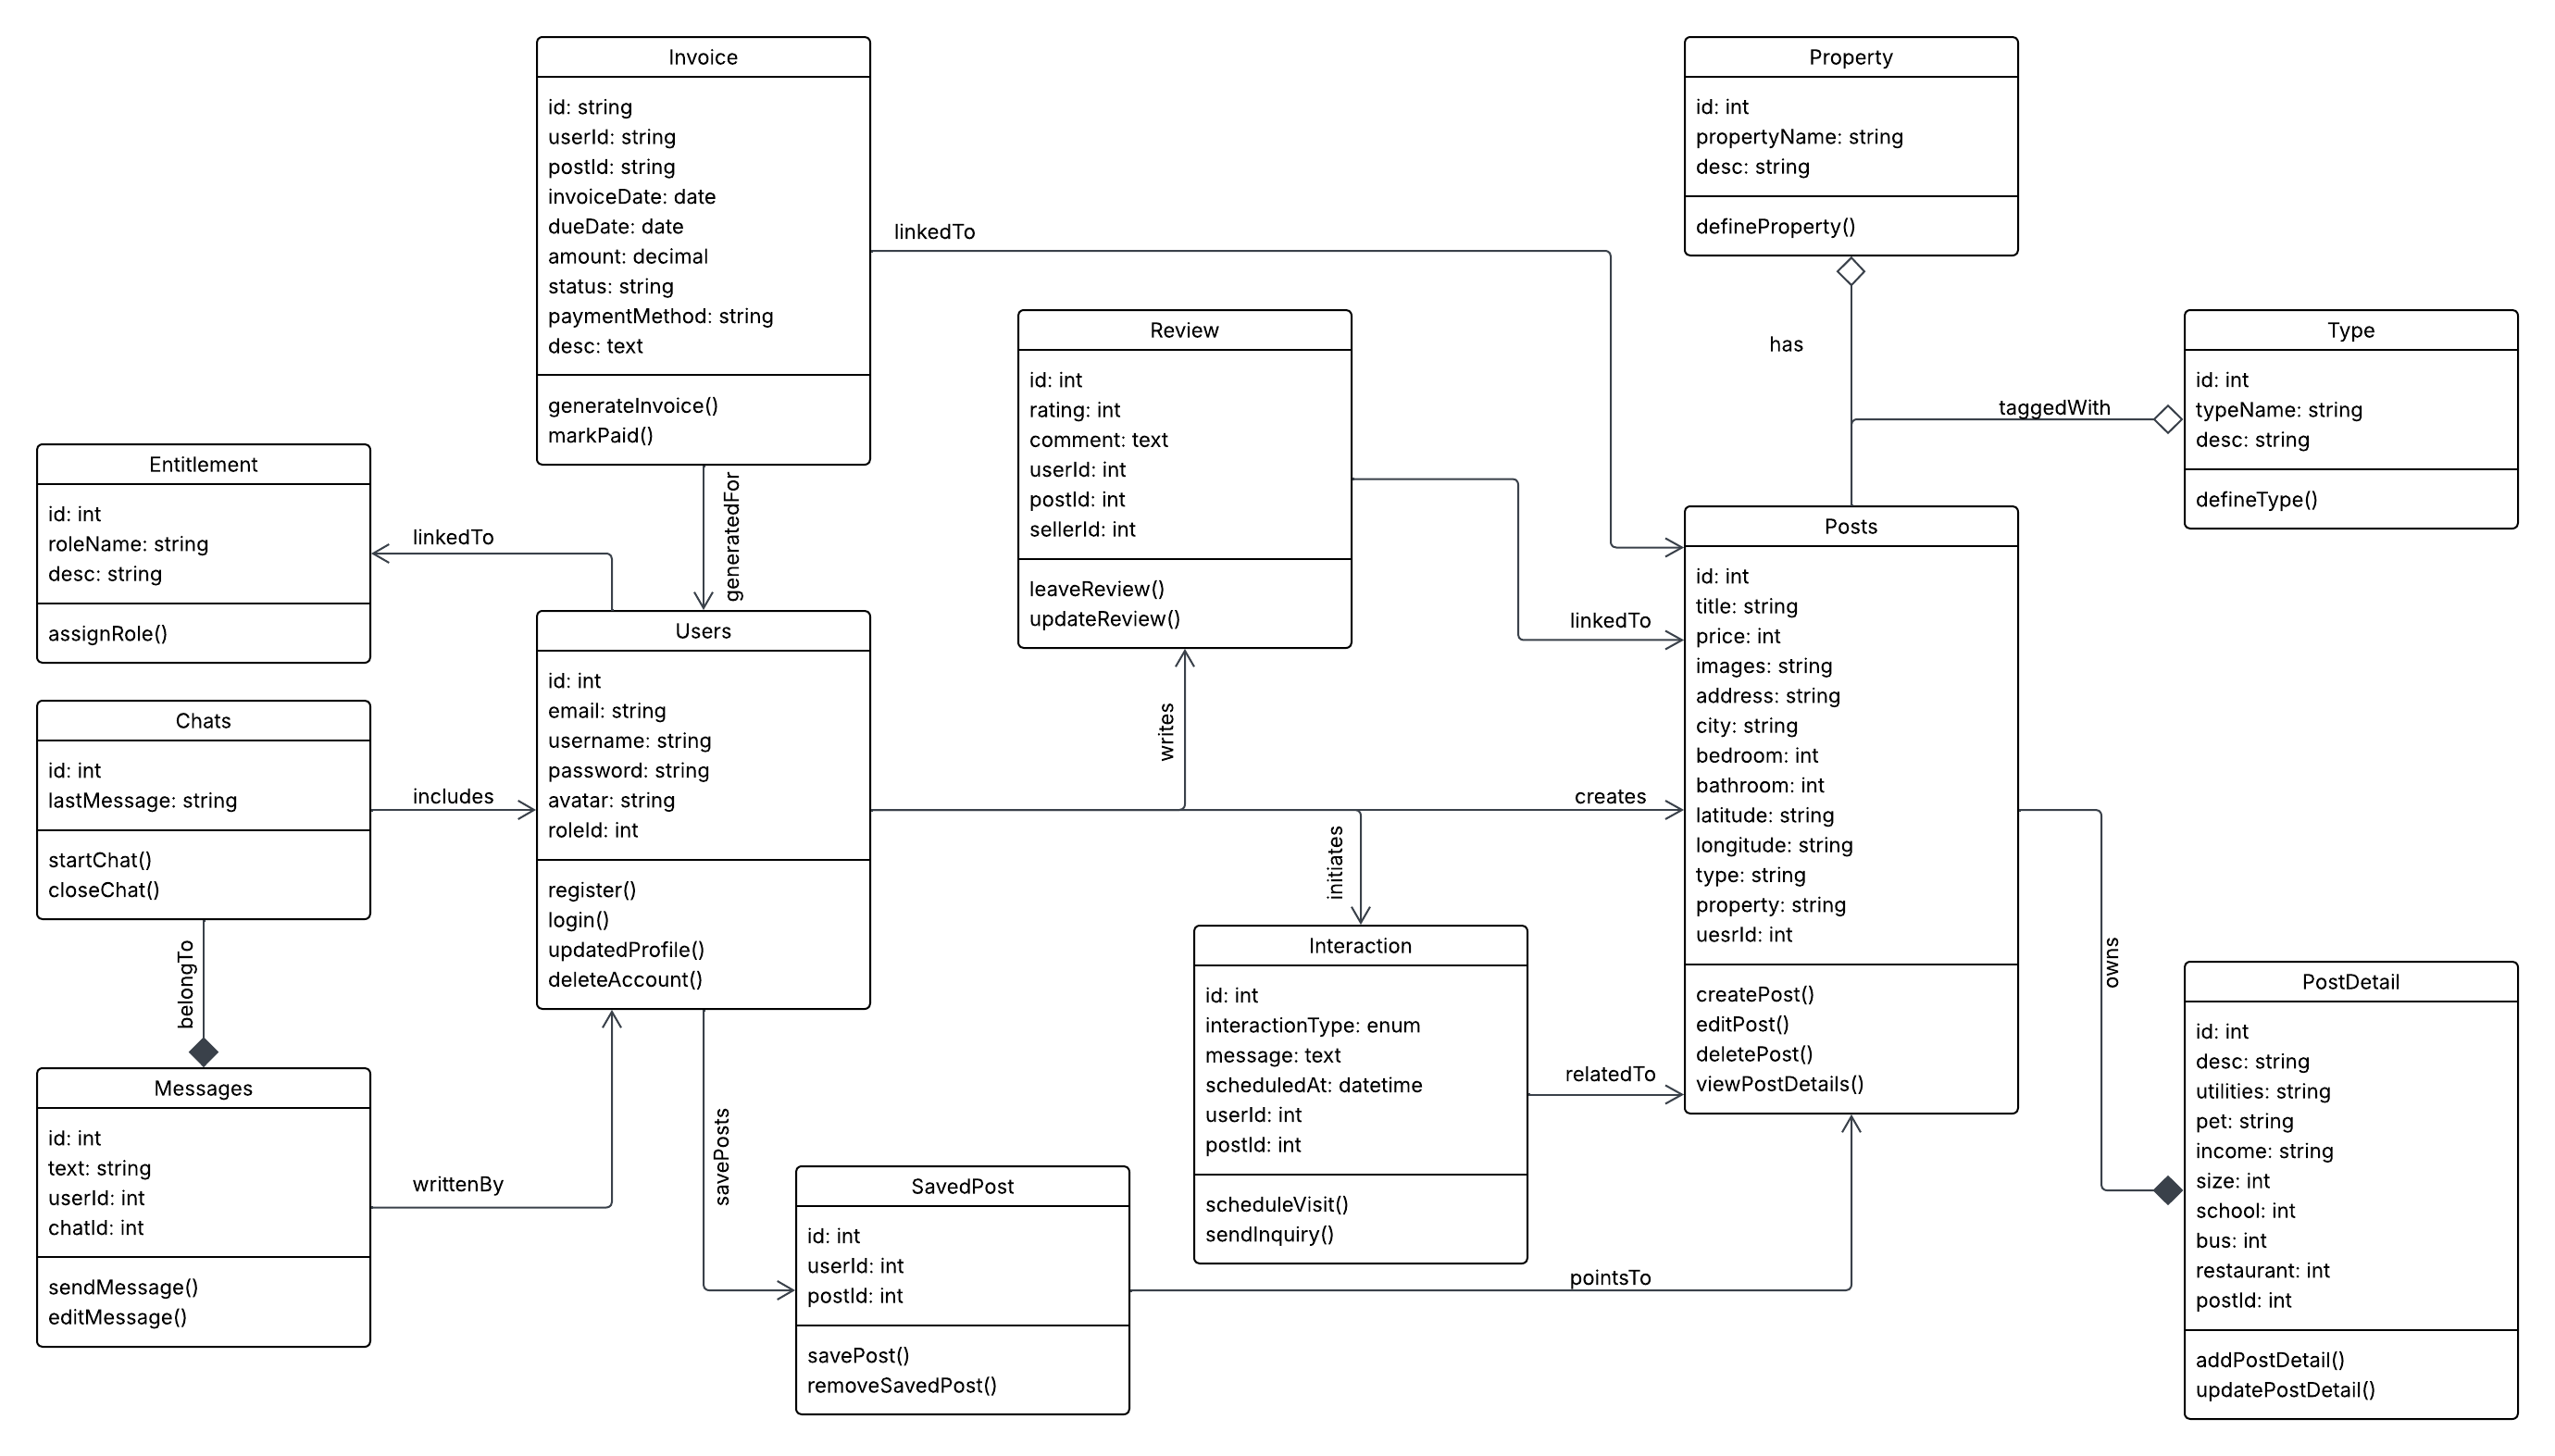 Invoice
id: string
userId: string
postId: string
invoiceDate: date
dueDate: date
amount: decimal
status: string
paymentMethod: string
desc: text
generateInvoice()
markPaid()
linkedTo
generatedFor
Property
id: int
propertyName: string
desc: string
defineProperty()
has
Type
id: int
typeName: string
desc: string
defineType()
taggedWith
Review
id: int
rating: int
comment: text
userId: int
postId: int
sellerId: int
leaveReview()
updateReview()
linkedTo
Entitlement
id: int
roleName: string
desc: string
assignRole()
linkedTo
Users
id: int
email: string
username: string
password: string
avatar: string
roleId: int
register()
login()
updatedProfile()
deleteAccount()
writes
creates
initiates
savePosts
Posts
id: int
title: string
price: int
images: string
address: string
city: string
bedroom: int
bathroom: int
latitude: string
longitude: string
type: string
property: string
uesrId: int
createPost()
editPost()
deletePost()
viewPostDetails()
owns
Chats
id: int
lastMessage: string
startChat()
closeChat()
includes
belongTo
Messages
id: int
text: string
userId: int
chatId: int
sendMessage()
editMessage()
writtenBy
Interaction
id: int
interactionType: enum
message: text
scheduledAt: datetime
userId: int
postId: int
scheduleVisit()
sendInquiry()
relatedTo
SavedPost
id: int
userId: int
postId: int
savePost()
removeSavedPost()
pointsTo
PostDetail
id: int
desc: string
utilities: string
pet: string
income: string
size: int
school: int
bus: int
restaurant: int
postId: int
addPostDetail()
updatePostDetail()